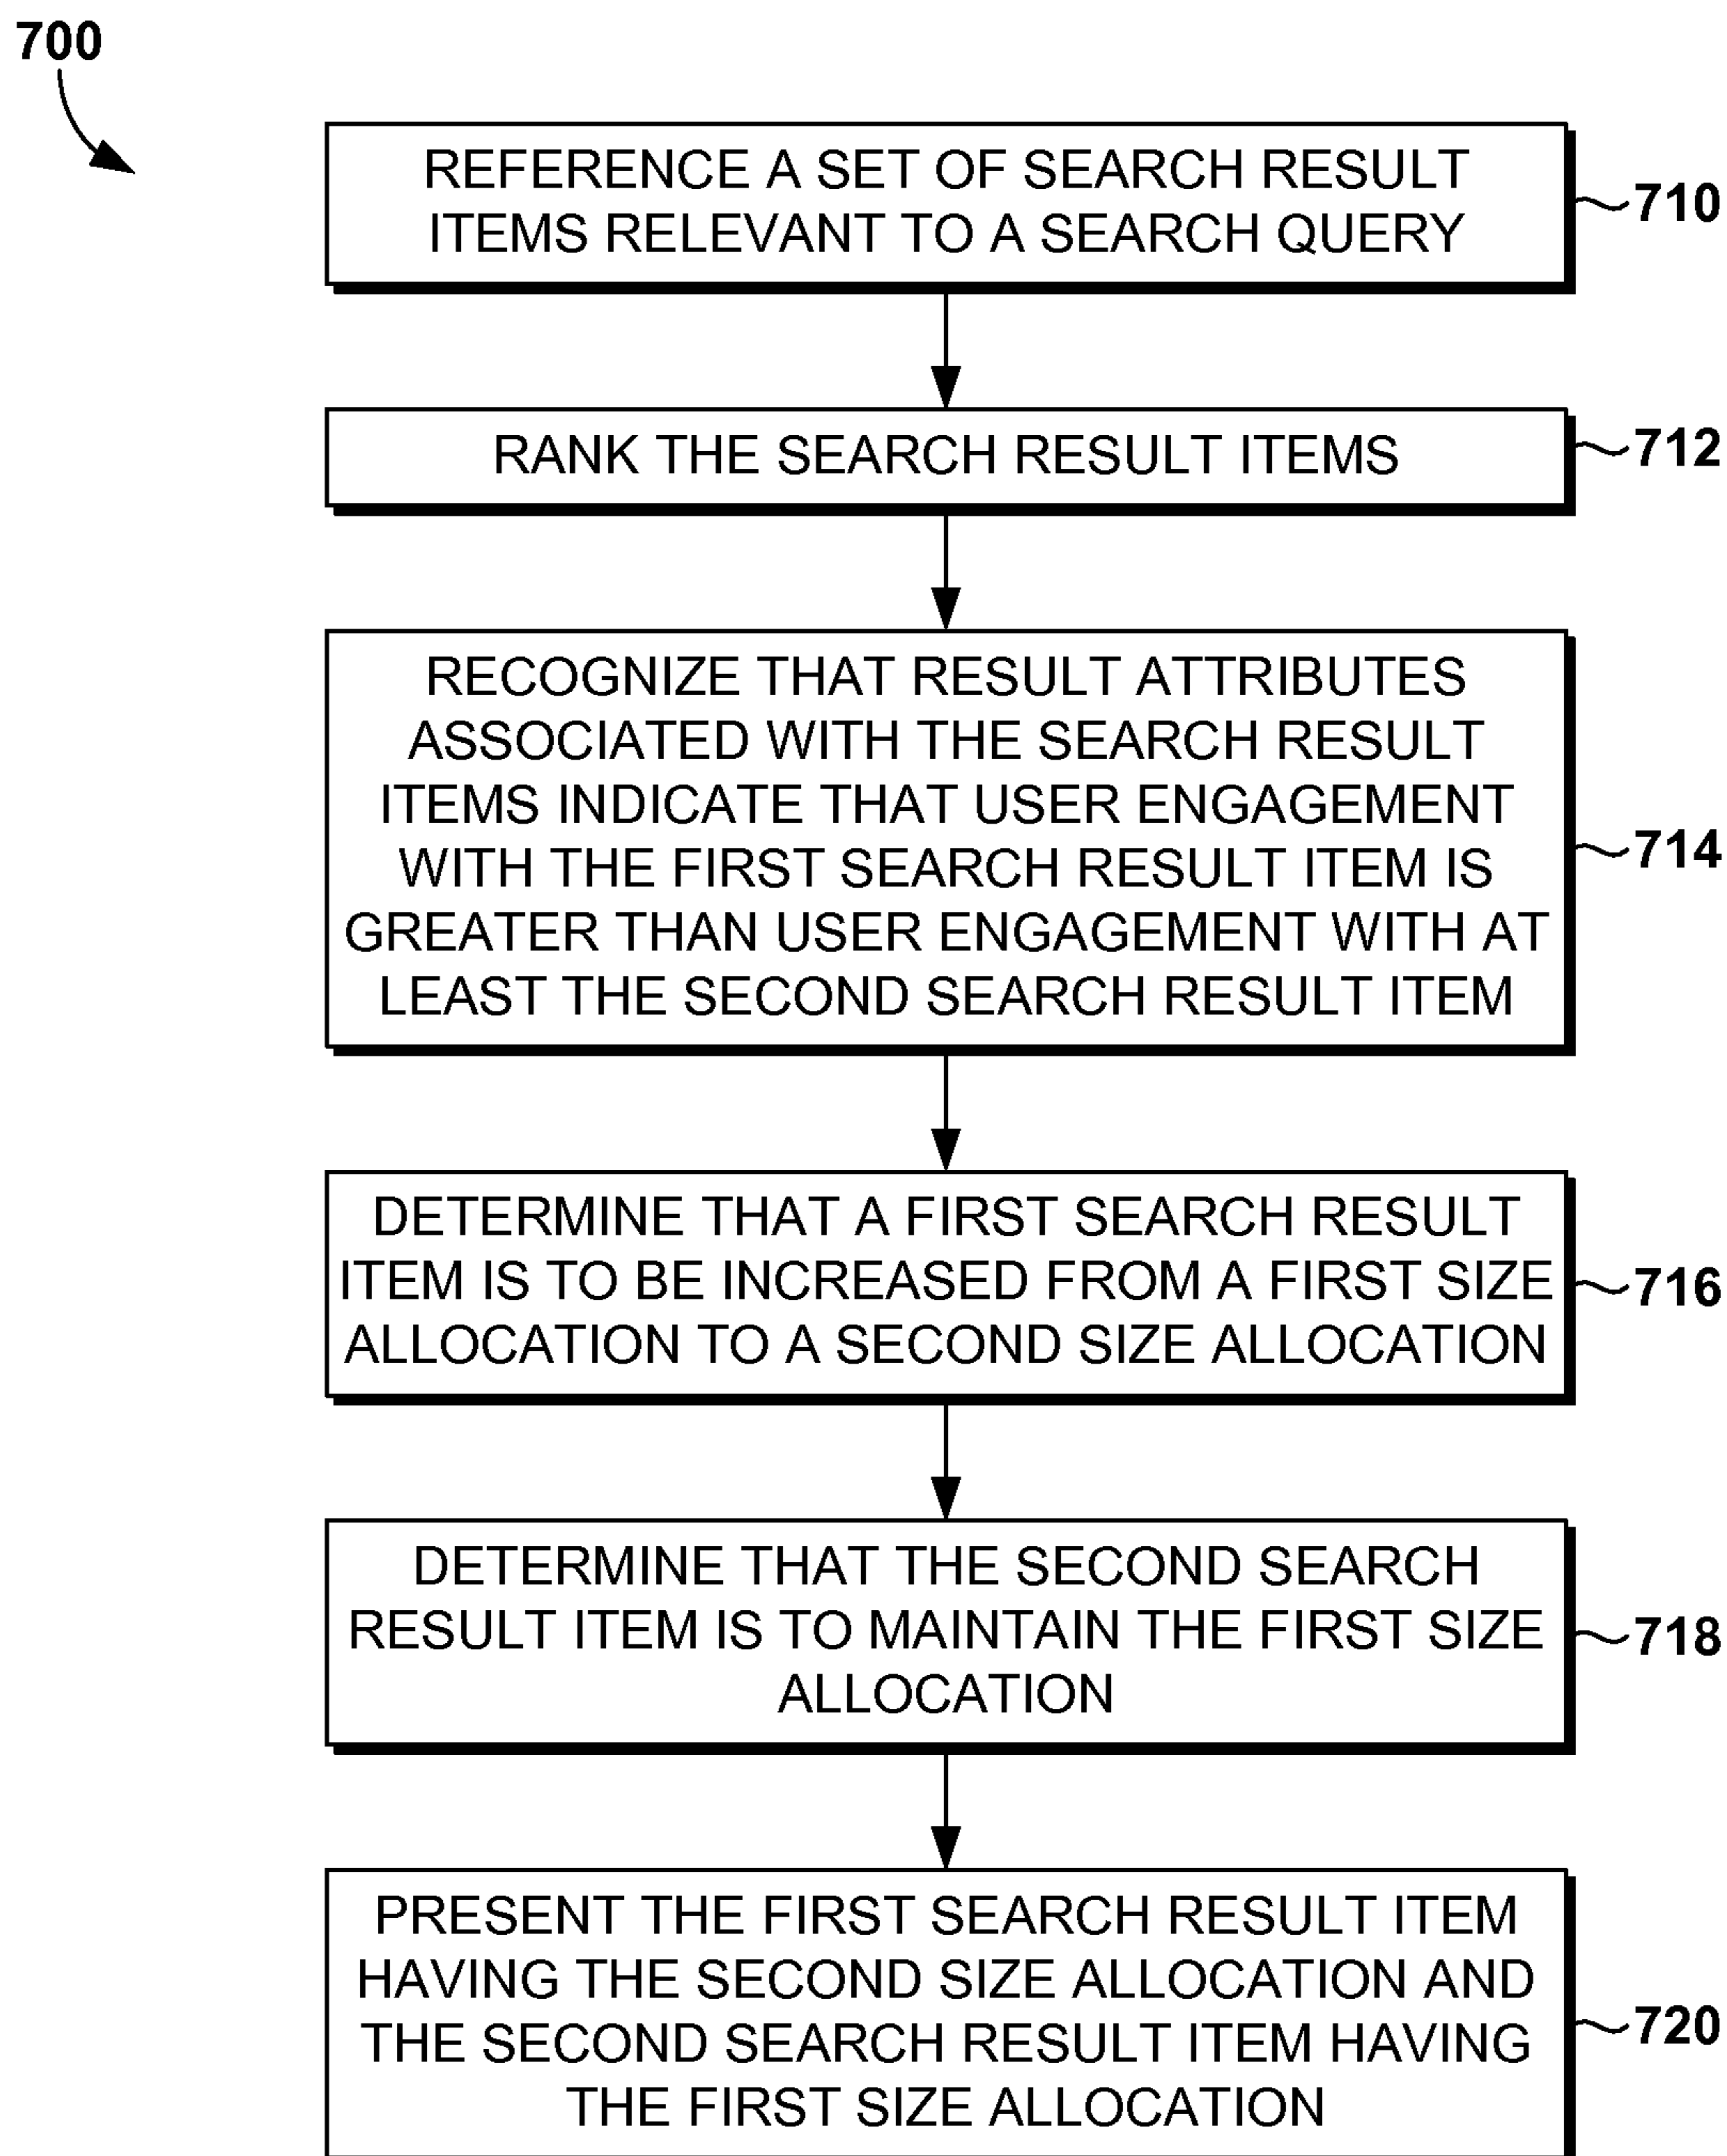 700
REFERENCE A SET OF SEARCH RESULT
ITEMS RELEVANT TO A SEARCH QUERY
710
RANK THE SEARCH RESULT ITEMS
712
RECOGNIZE THAT RESULT ATTRIBUTES
ASSOCIATED WITH THE SEARCH RESULT
ITEMS INDICATE THAT USER ENGAGEMENT
WITH THE FIRST SEARCH RESULT ITEM IS
GREATER THAN USER ENGAGEMENT WITH AT
LEAST THE SECOND SEARCH RESULT ITEM
714
DETERMINE THAT A FIRST SEARCH RESULT
ITEM IS TO BE INCREASED FROM A FIRST SIZE
ALLOCATION TO A SECOND SIZE ALLOCATION
716
DETERMINE THAT THE SECOND SEARCH
RESULT ITEM IS TO MAINTAIN THE FIRST SIZE
ALLOCATION
718
PRESENT THE FIRST SEARCH RESULT ITEM
HAVING THE SECOND SIZE ALLOCATION AND
THE SECOND SEARCH RESULT ITEM HAVING
THE FIRST SIZE ALLOCATION
720